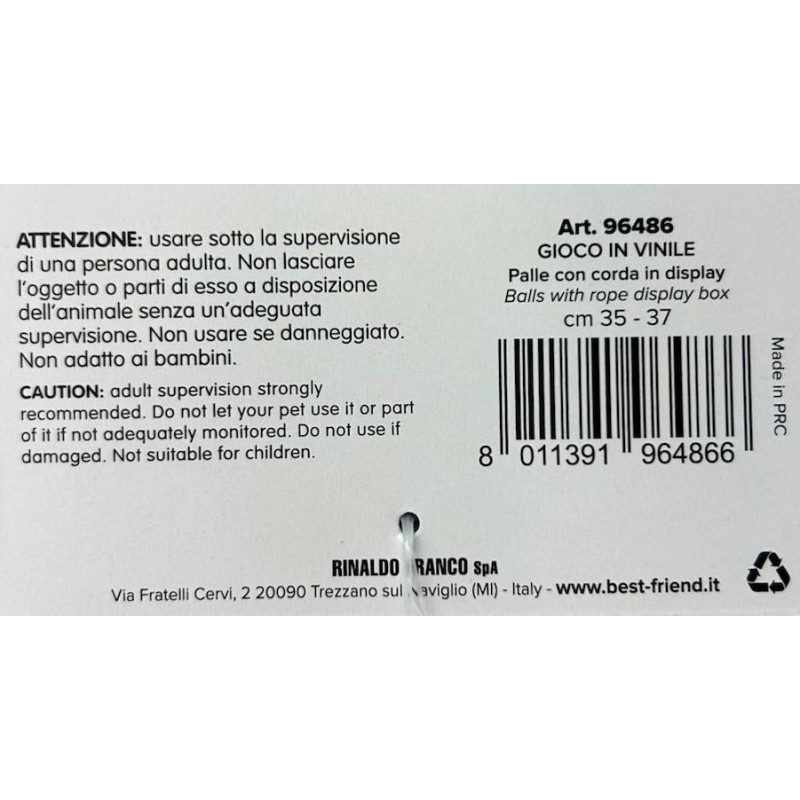 ATTENZIONE: usare sotto la supervisione
di una persona adulta. Non lasciare
l'oggetto o parti di esso a disposizione
dell'animale senza un'adeguata
supervisione. Non usare se danneggiato.
Non adatto ai bambini.
CAUTION: adult supervision strongly
recommended. Do not let your pet use it or part
of it if not adequately monitored. Do not use if
damaged. Not suitable for children.
Art. 96486
GIOCO IN VINILE
Palle con corda in display
Balls with rope display box
cm 35 - 37
Made in PRC
8 011391 964866
RINALDO RANCO SpA
Via Fratelli Cervi, 2 20090 Trezzano sul aviglio (MI) - Italy - www.best-friend.it